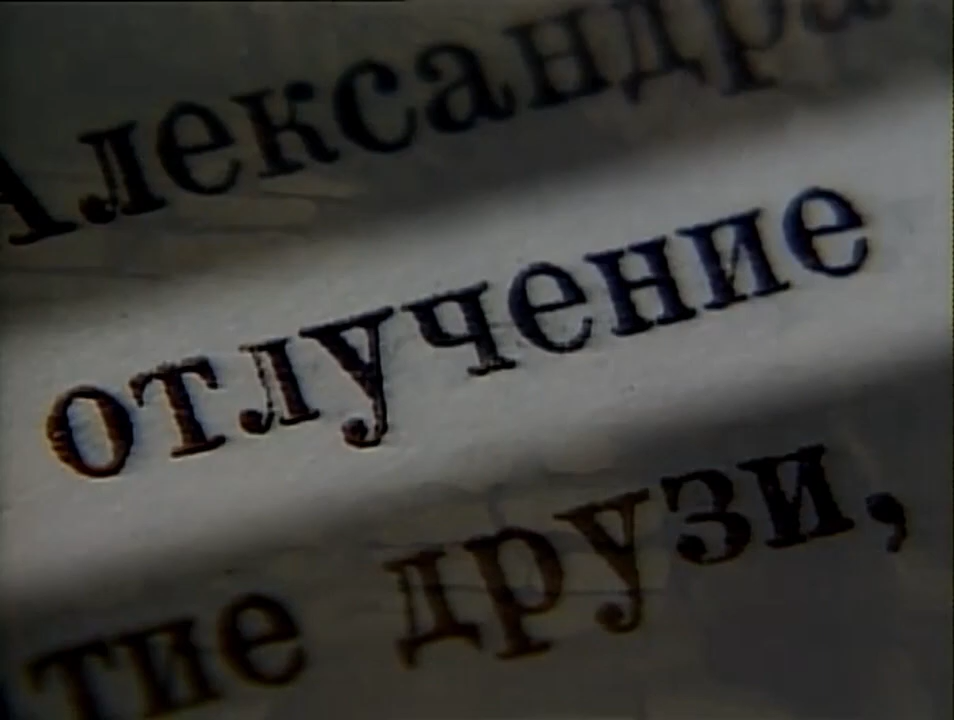 Александра
отлучение
тие друзи,